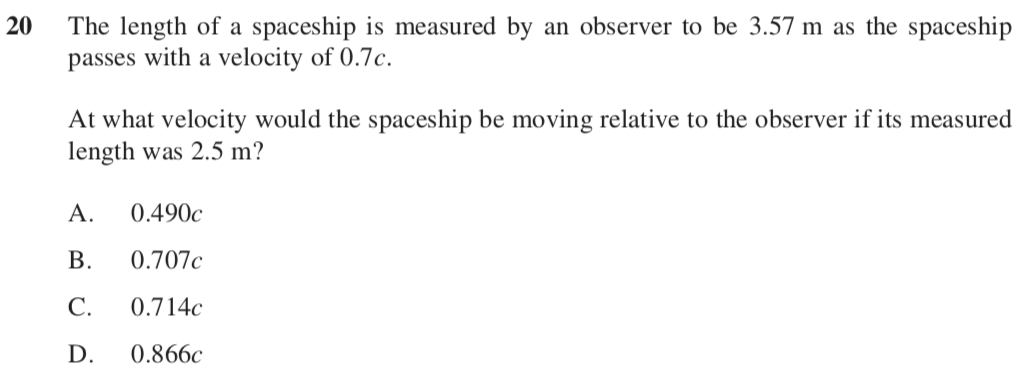 20 The length of a spaceship is measured by an observer to be 3.57 m as the spaceship
passes with a velocity of 0.7c.
At what velocity would the spaceship be moving relative to the observer if its measured
length was 2.5 m?
A. 0.490c
B. 0.707c
C. 0.714c
D. 0.866c